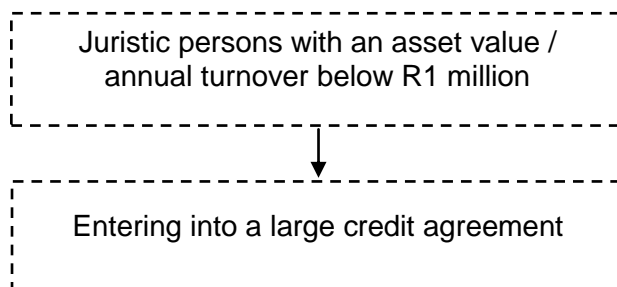 Juristic persons with an asset value /
annual turnover below R1 million
Entering into a large credit agreement